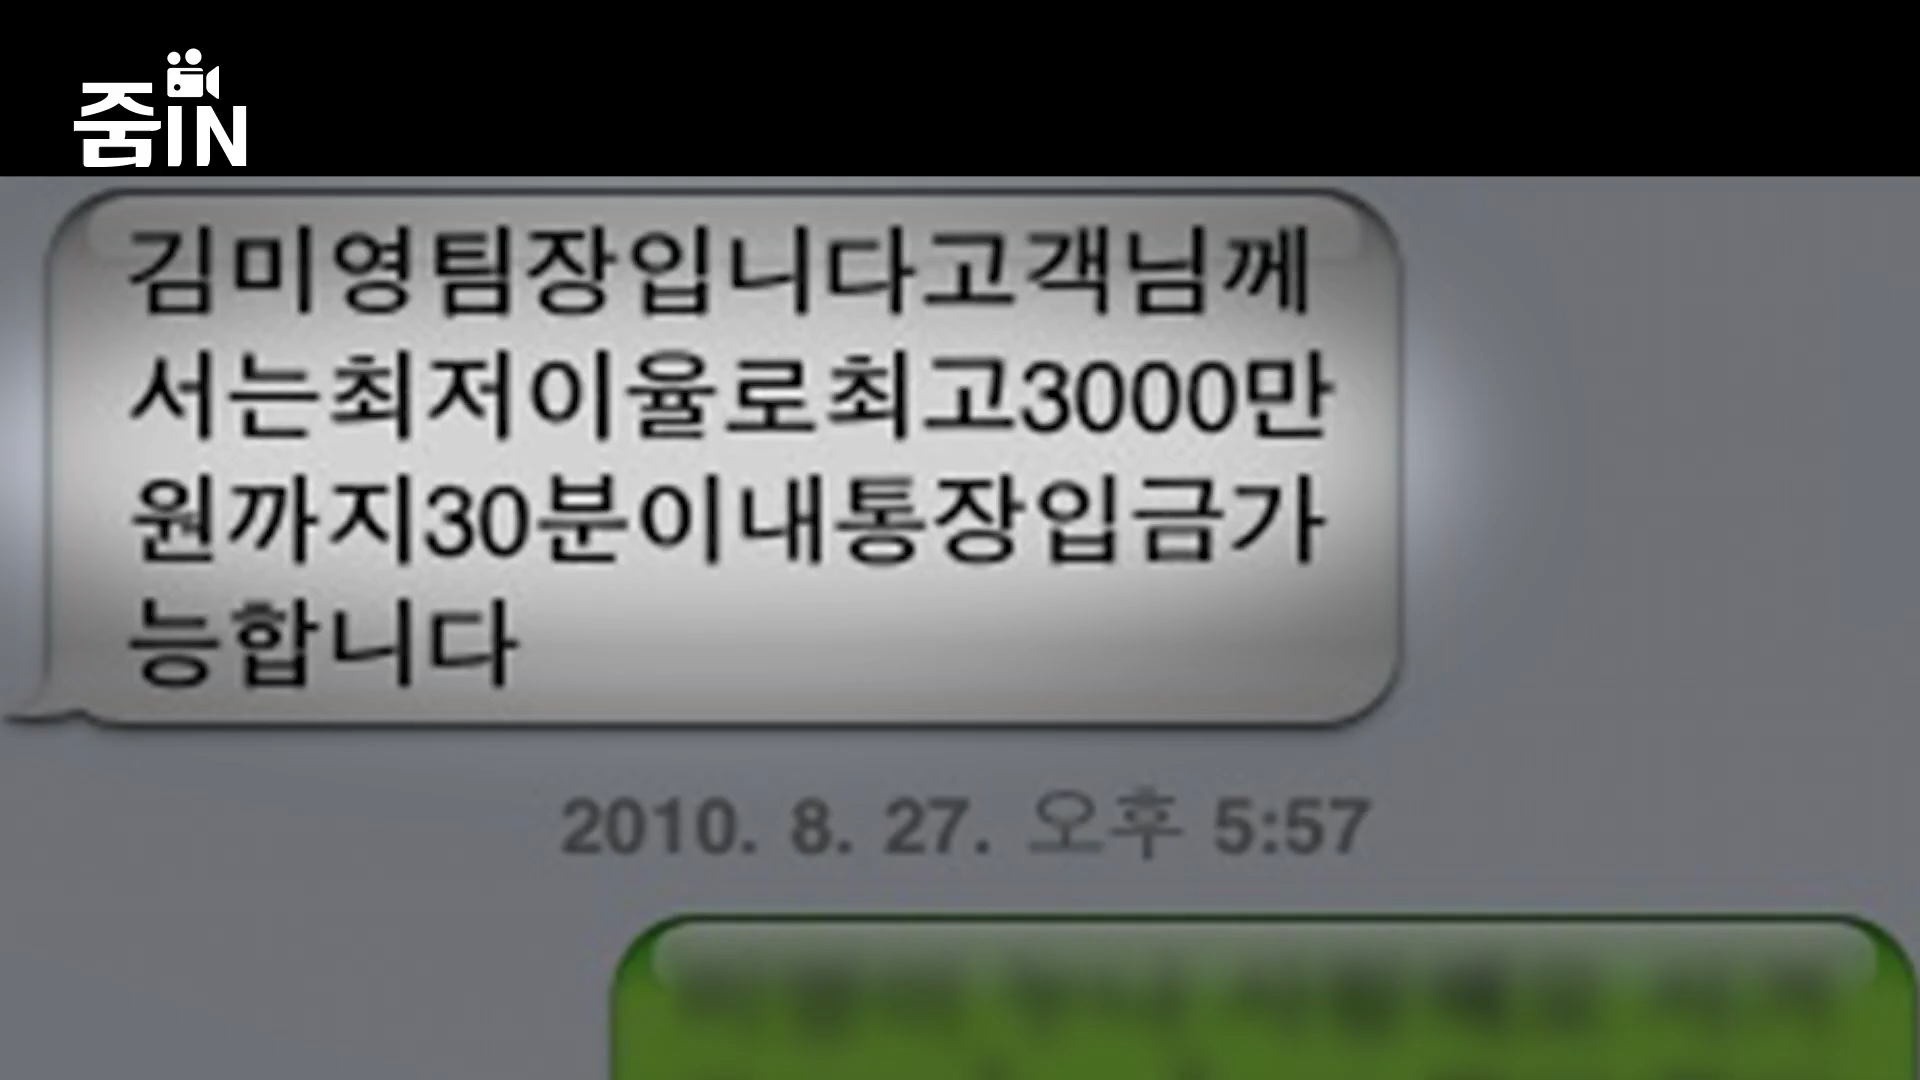 줌IN
김미영팀장입니다고객님께
서는최저이율로최고3000만
원까지30분이내통장입금가
능합니다
2010. 8. 27. 오후 5:57